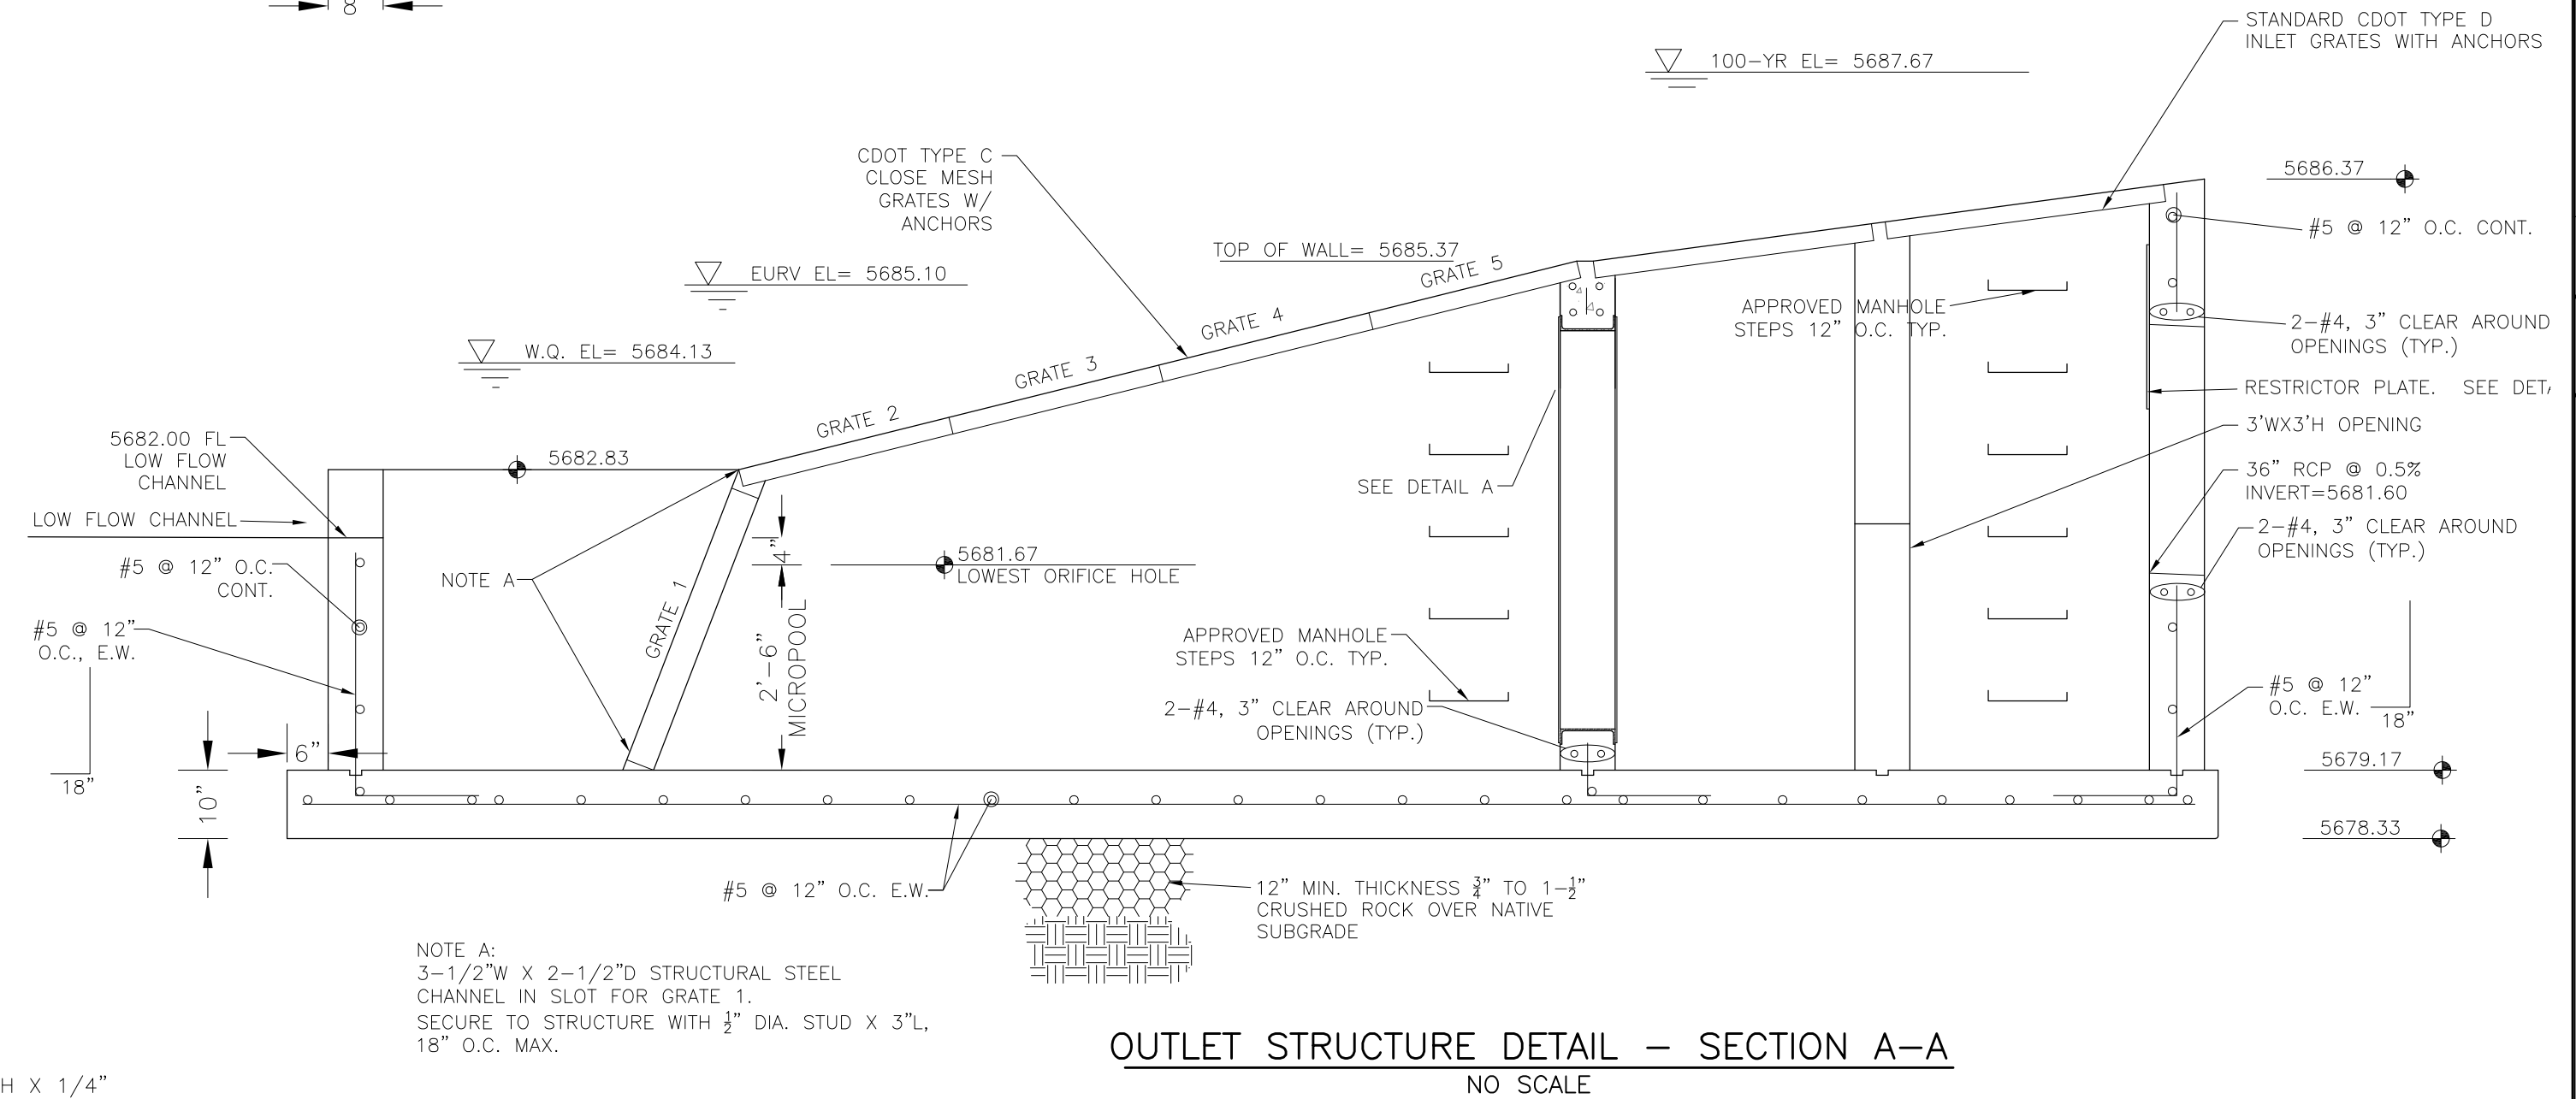 8
STANDARD CDOT TYPE D
INLET GRATES WITH ANCHORS
100-YR EL= 5687.67
CDOT TYPE C
CLOSE MESH
GRATES W/
ANCHORS
5686.37
#5 @ 12" O.C. CONT.
TOP OF WALL= 5685.37
EURV EL= 5685.10
GRATE 5
GRATE 4
GRATE 3
GRATE 2
APPROVED MANHOLE
STEPS 12" O.C. TYP.
2-#4, 3" CLEAR AROUND
OPENINGS (TYP.)
W.Q. EL= 5684.13
RESTRICTOR PLATE. SEE DETA
3'WX3'H OPENING
5682.00 FL
LOW FLOW
CHANNEL
5682.83
36" RCP @ 0.5%
INVERT=5681.60
SEE DETAIL A
LOW FLOW CHANNEL
2-#4, 3" CLEAR AROUND
OPENINGS (TYP.)
4"
5681.67
LOWEST ORIFICE HOLE
#5 @ 12" O.C.
CONT.
NOTE A
GRATE 1
2'-6"
MICROPOOL
#5 @ 12"
O.C., E.W.
18"
APPROVED MANHOLE
STEPS 12" O.C. TYP.
2-#4, 3" CLEAR AROUND
OPENINGS (TYP.)
#5 @ 12"
O.C. E.W.
18"
6"
10"
5679.17
5678.33
#5 @ 12" O.C. E.W.
12" MIN. THICKNESS 3/4" TO 1-1/2"
CRUSHED ROCK OVER NATIVE
SUBGRADE
NOTE A:
3-1/2"W X 2-1/2"D STRUCTURAL STEEL
CHANNEL IN SLOT FOR GRATE 1.
SECURE TO STRUCTURE WITH 1/2" DIA. STUD X 3"L,
18" O.C. MAX.
OUTLET STRUCTURE DETAIL - SECTION A-A
NO SCALE
H X 1/4"